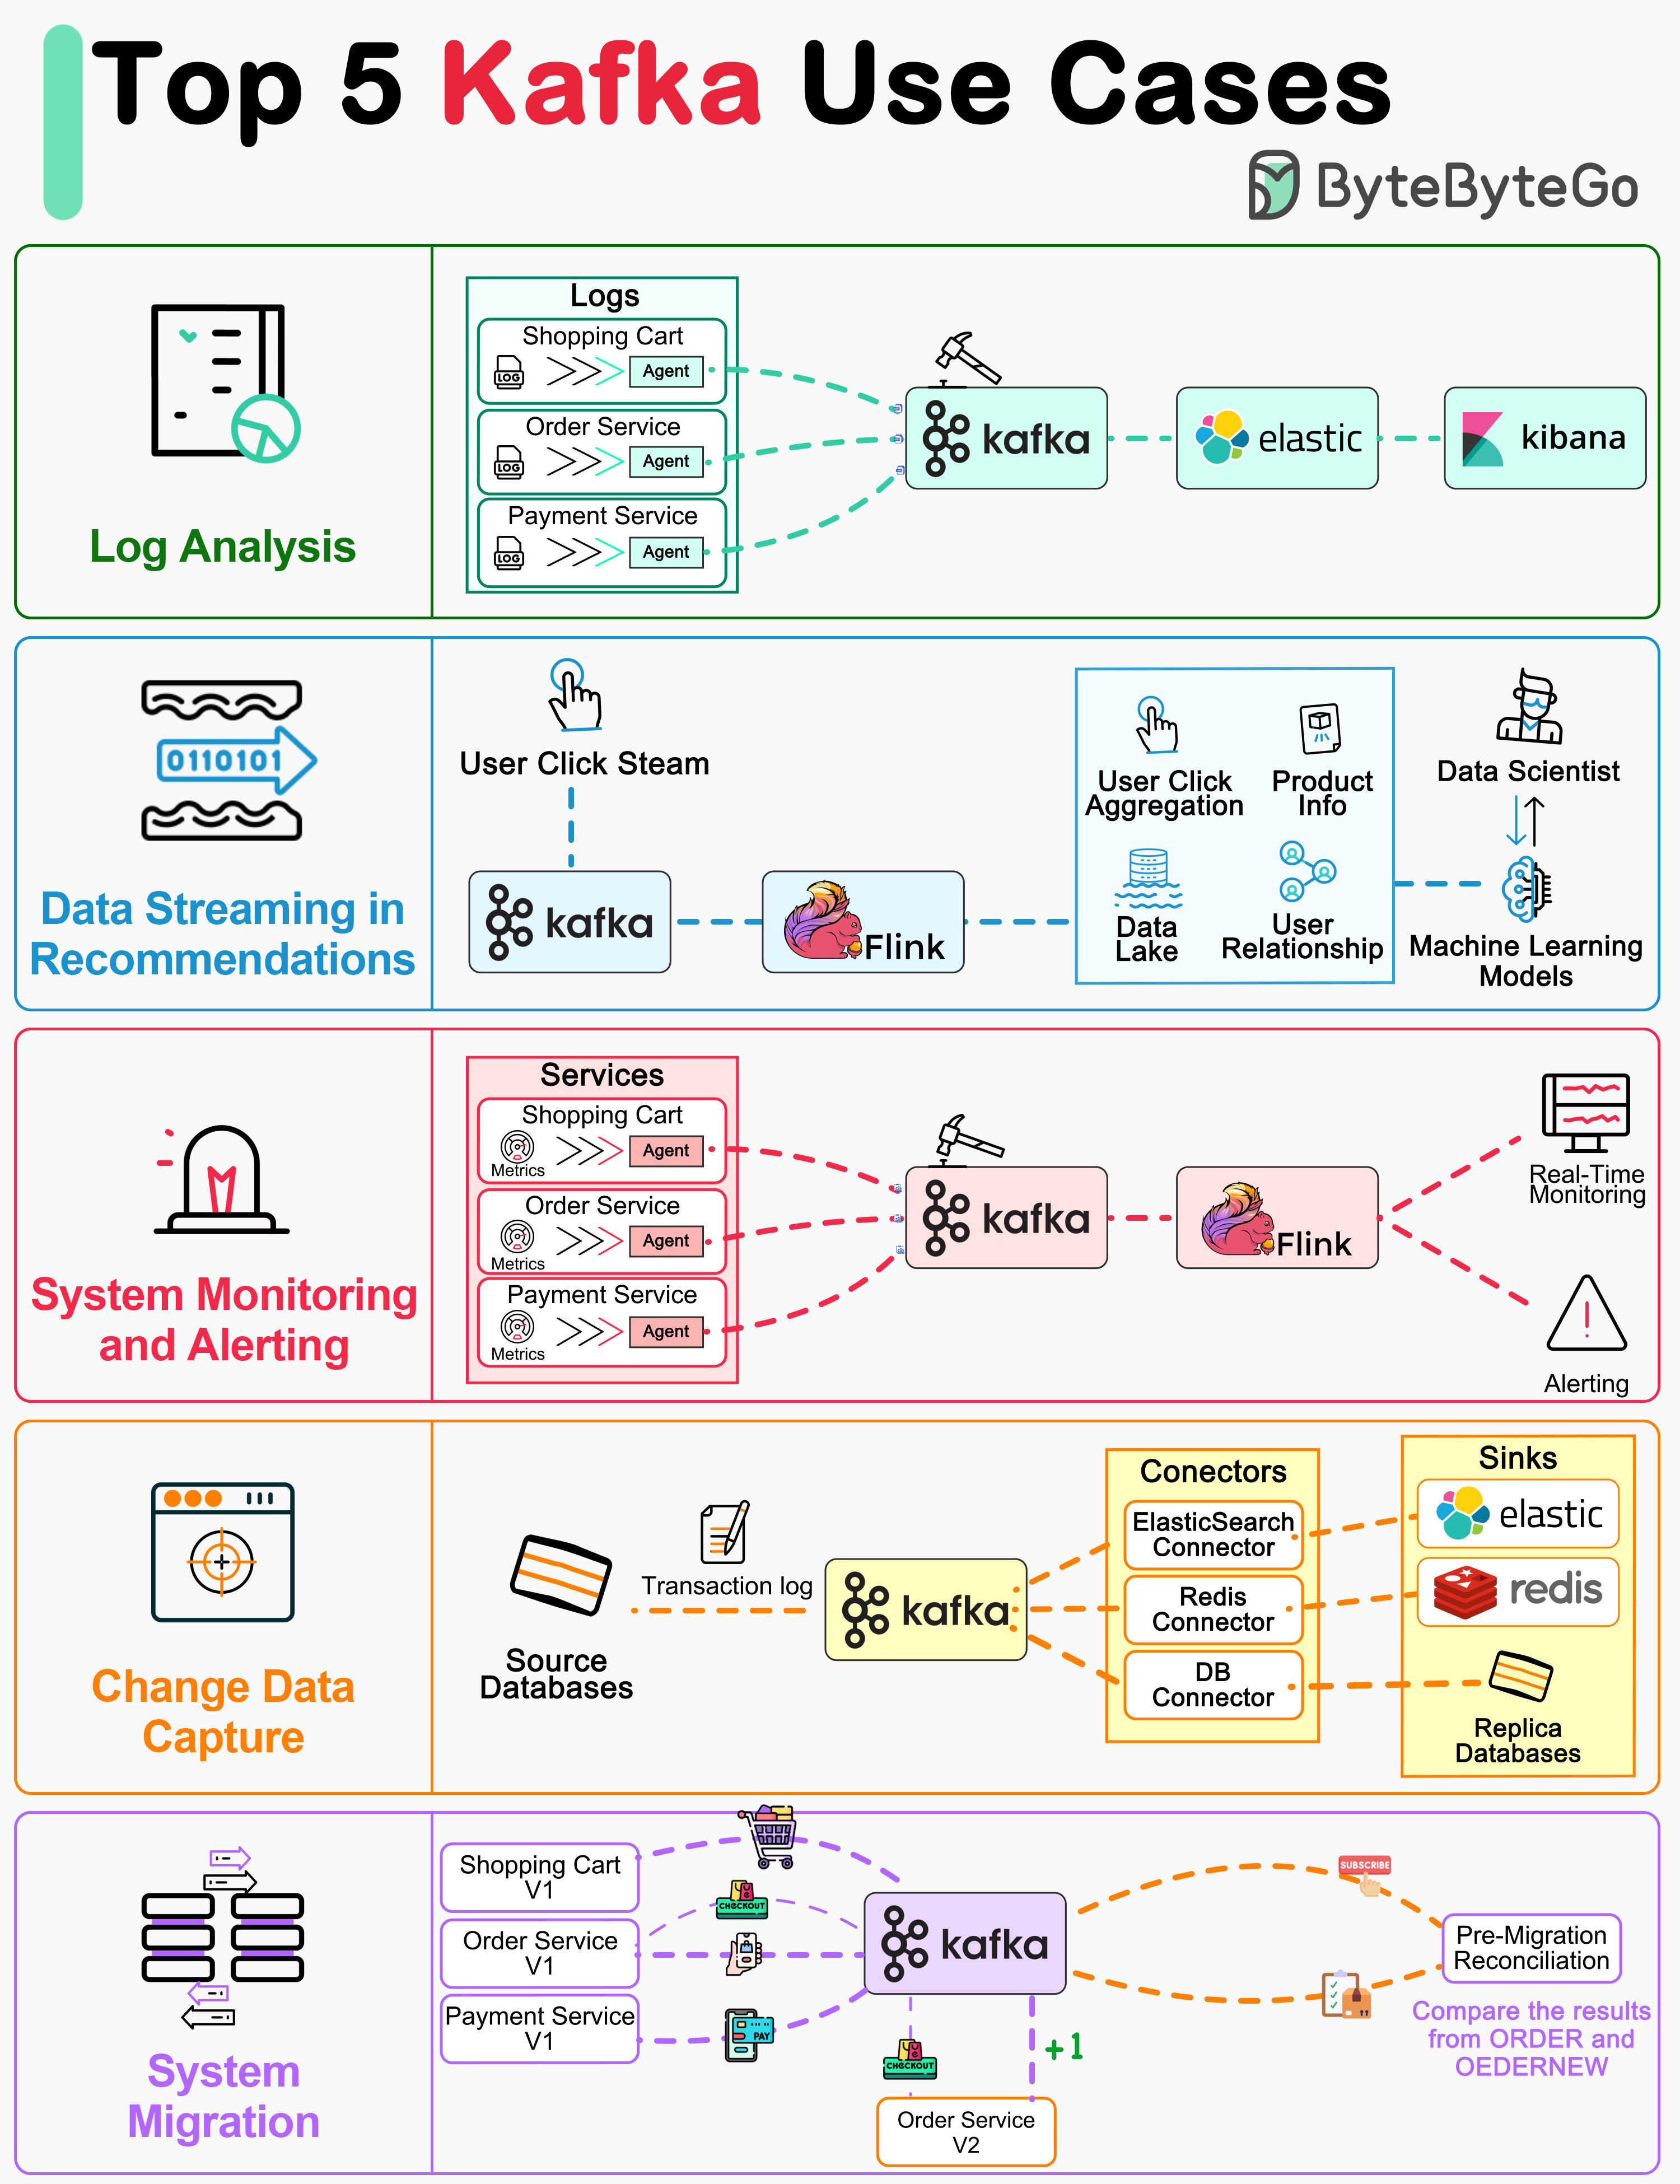 Top 5 Kafka Use Cases
ByteByteGo
Log Analysis
Logs
Shopping Cart
LOG
Agent
Order Service
LOG
Agent
Payment Service
LOG
Agent
kafka
elastic
kibana
Data Streaming in
Recommendations
0110101
User Click Steam
kafka
Flink
User Click
Aggregation
Product
Info
Data
Lake
User
Relationship
Data Scientist
Machine Learning
Models
System Monitoring
and Alerting
Services
Shopping Cart
Metrics
Agent
Order Service
Metrics
Agent
Payment Service
Metrics
Agent
kafka
Flink
Real-Time
Monitoring
Alerting
Change Data
Capture
Source
Databases
Transaction log
kafka
Conectors
ElasticSearch
Connector
Redis
Connector
DB
Connector
Sinks
elastic
redis
Replica
Databases
System
Migration
Shopping Cart
V1
Order Service
V1
Payment Service
V1
CHECKOUT
PAY
kafka
CHECKOUT
+1
Order Service
V2
SUBSCRIBE
Pre-Migration
Reconciliation
Compare the results
from ORDER and
OEDERNEW